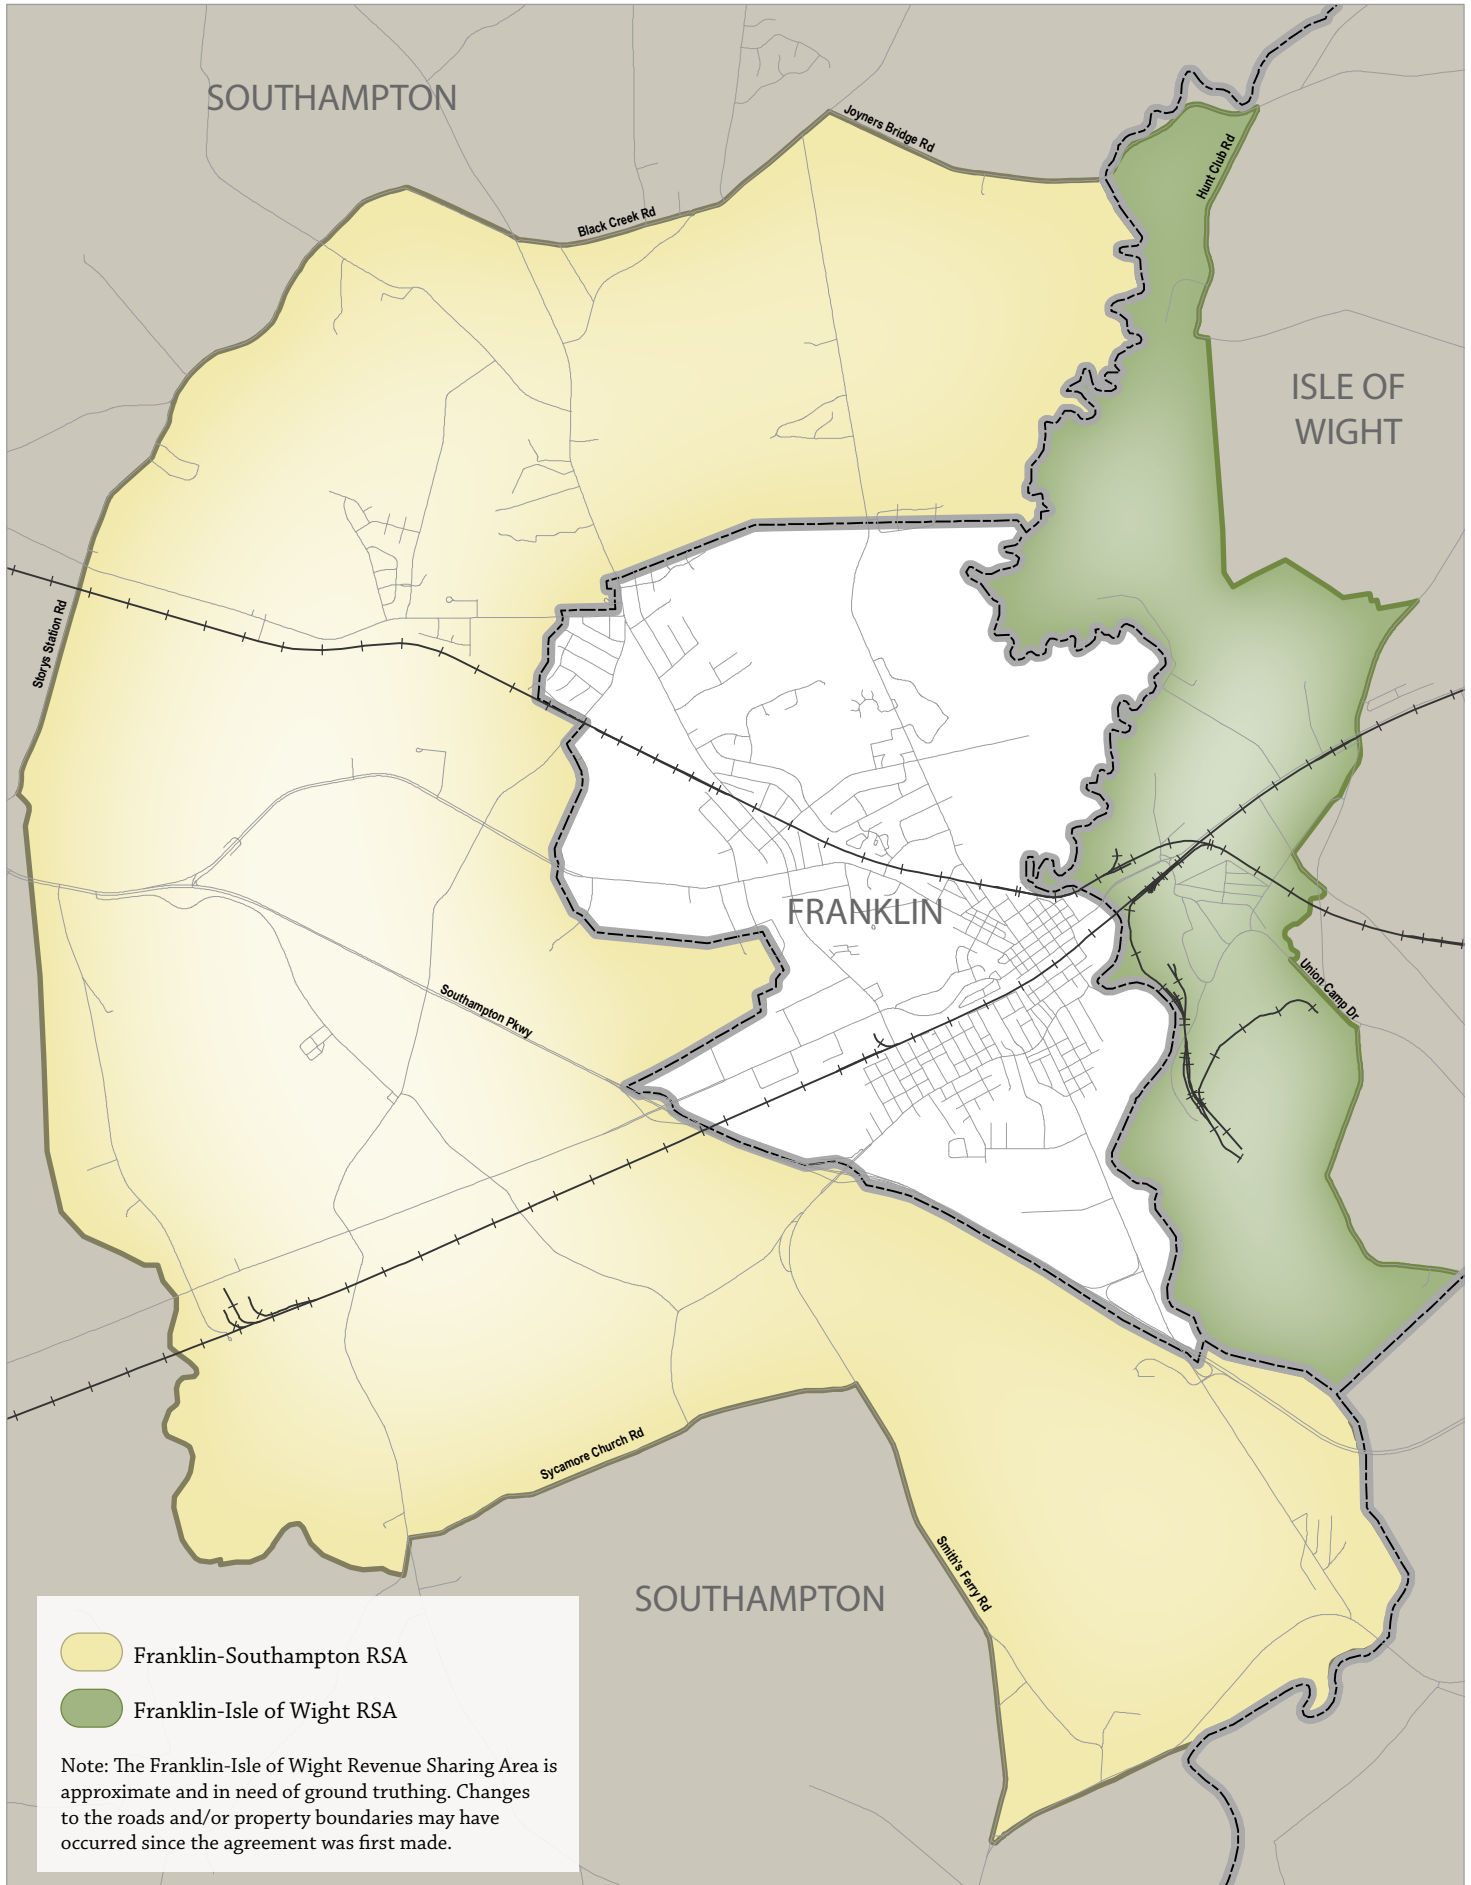 SOUTHAMPTON
Joyners Bridge Rd
Hunt Club Rd
Black Creek Rd
ISLE OF
WIGHT
Storys Station Rd
FRANKLIN
Union Camp Dr
Southampton Pkwy
Sycamore Church Rd
Smith's Ferry Rd
SOUTHAMPTON
Franklin-Southampton RSA
Franklin-Isle of Wight RSA
Note: The Franklin-Isle of Wight Revenue Sharing Area is
approximate and in need of ground truthing. Changes
to the roads and/or property boundaries may have
occurred since the agreement was first made.